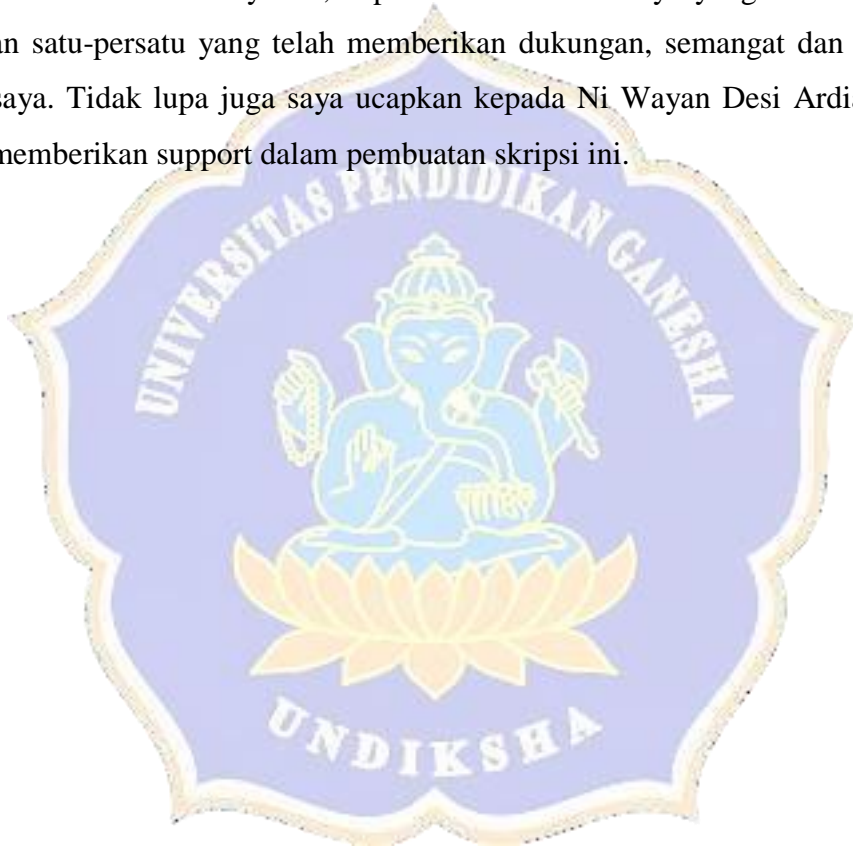 an satu-persatu yang telah memberikan dukungan, semangat dan
saya. Tidak lupa juga saya ucapkan kepada Ni Wayan Desi Ardia
memberikan support dalam pembuatan skripsi ini.
UNIVERSITAS PENDIDIKAN GANESHA
UNDIKSHA